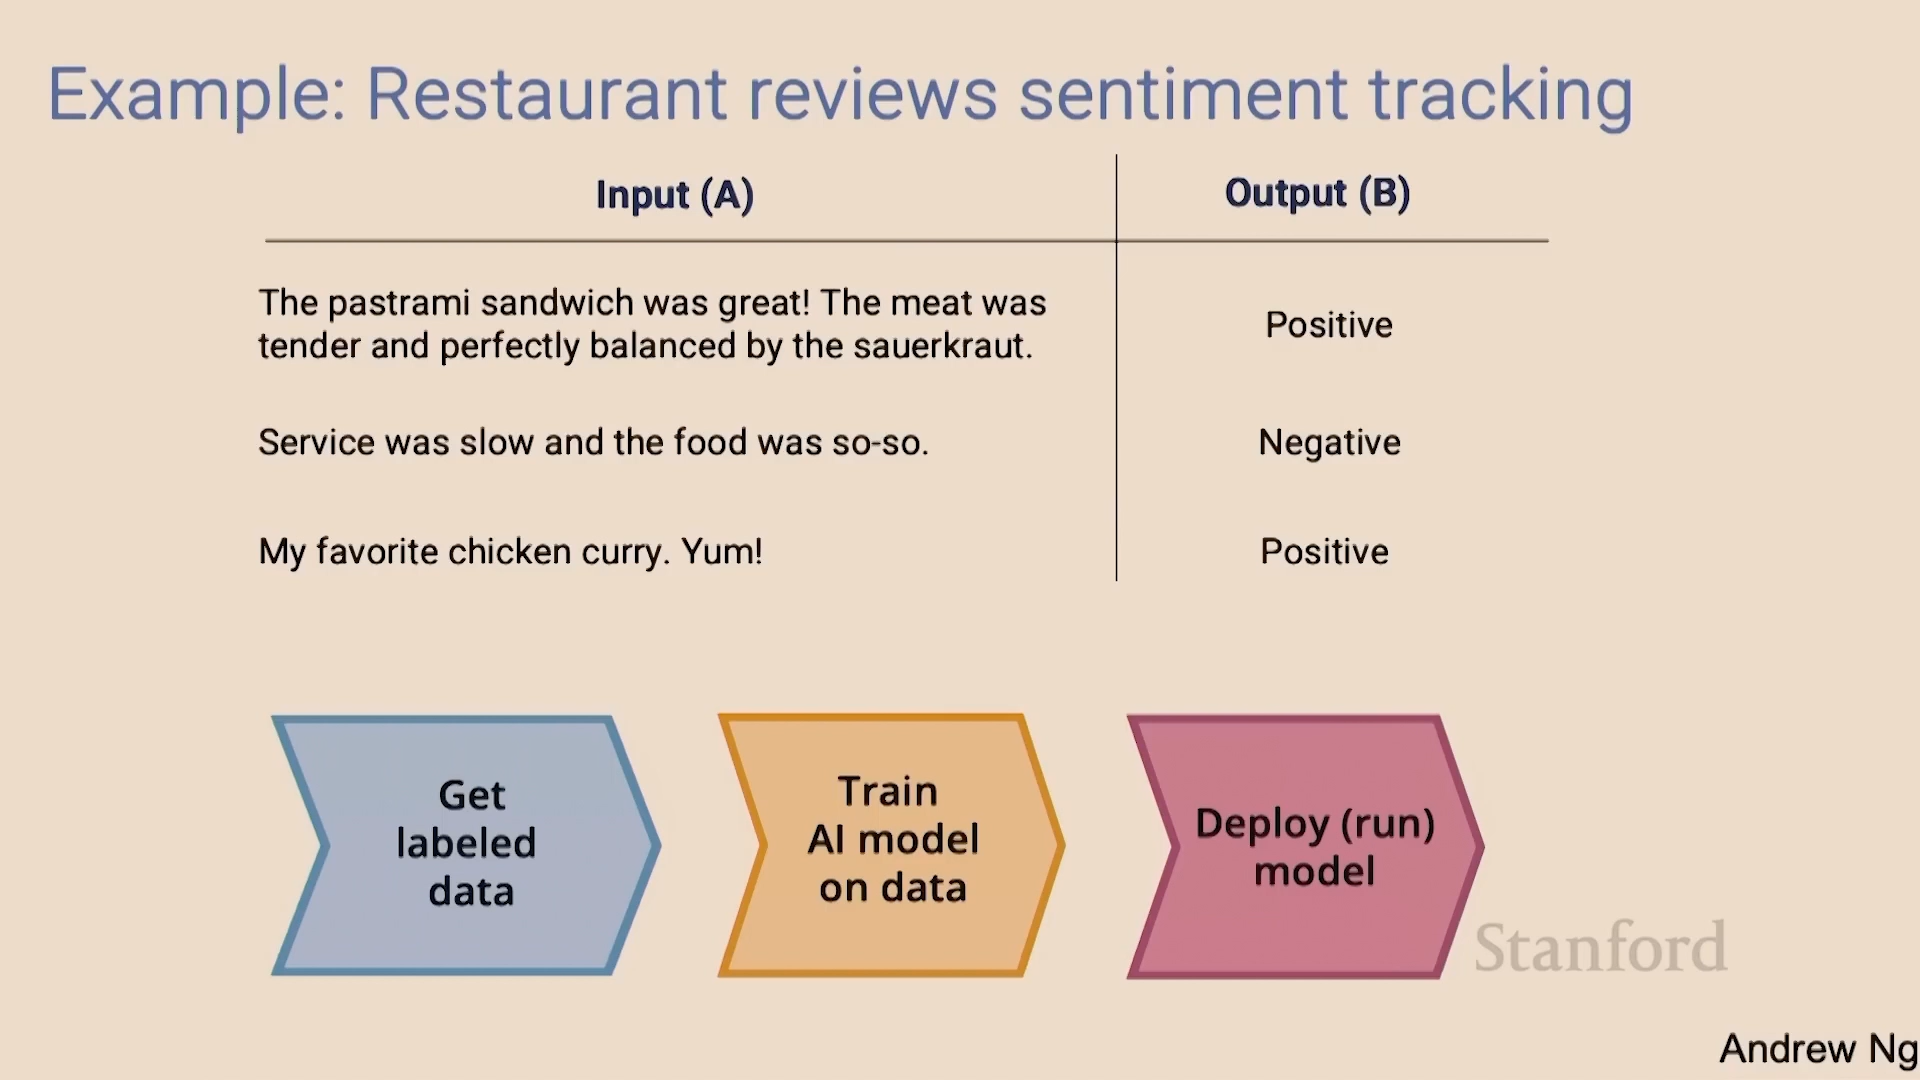 Example: Restaurant reviews sentiment tracking
Input (A)
Output (B)
The pastrami sandwich was great! The meat was
tender and perfectly balanced by the sauerkraut.
Positive
Service was slow and the food was so-so.
Negative
My favorite chicken curry. Yum!
Positive
Get
labeled
data
Train
AI model
on data
Deploy (run)
model
Stanford
Andrew Ng